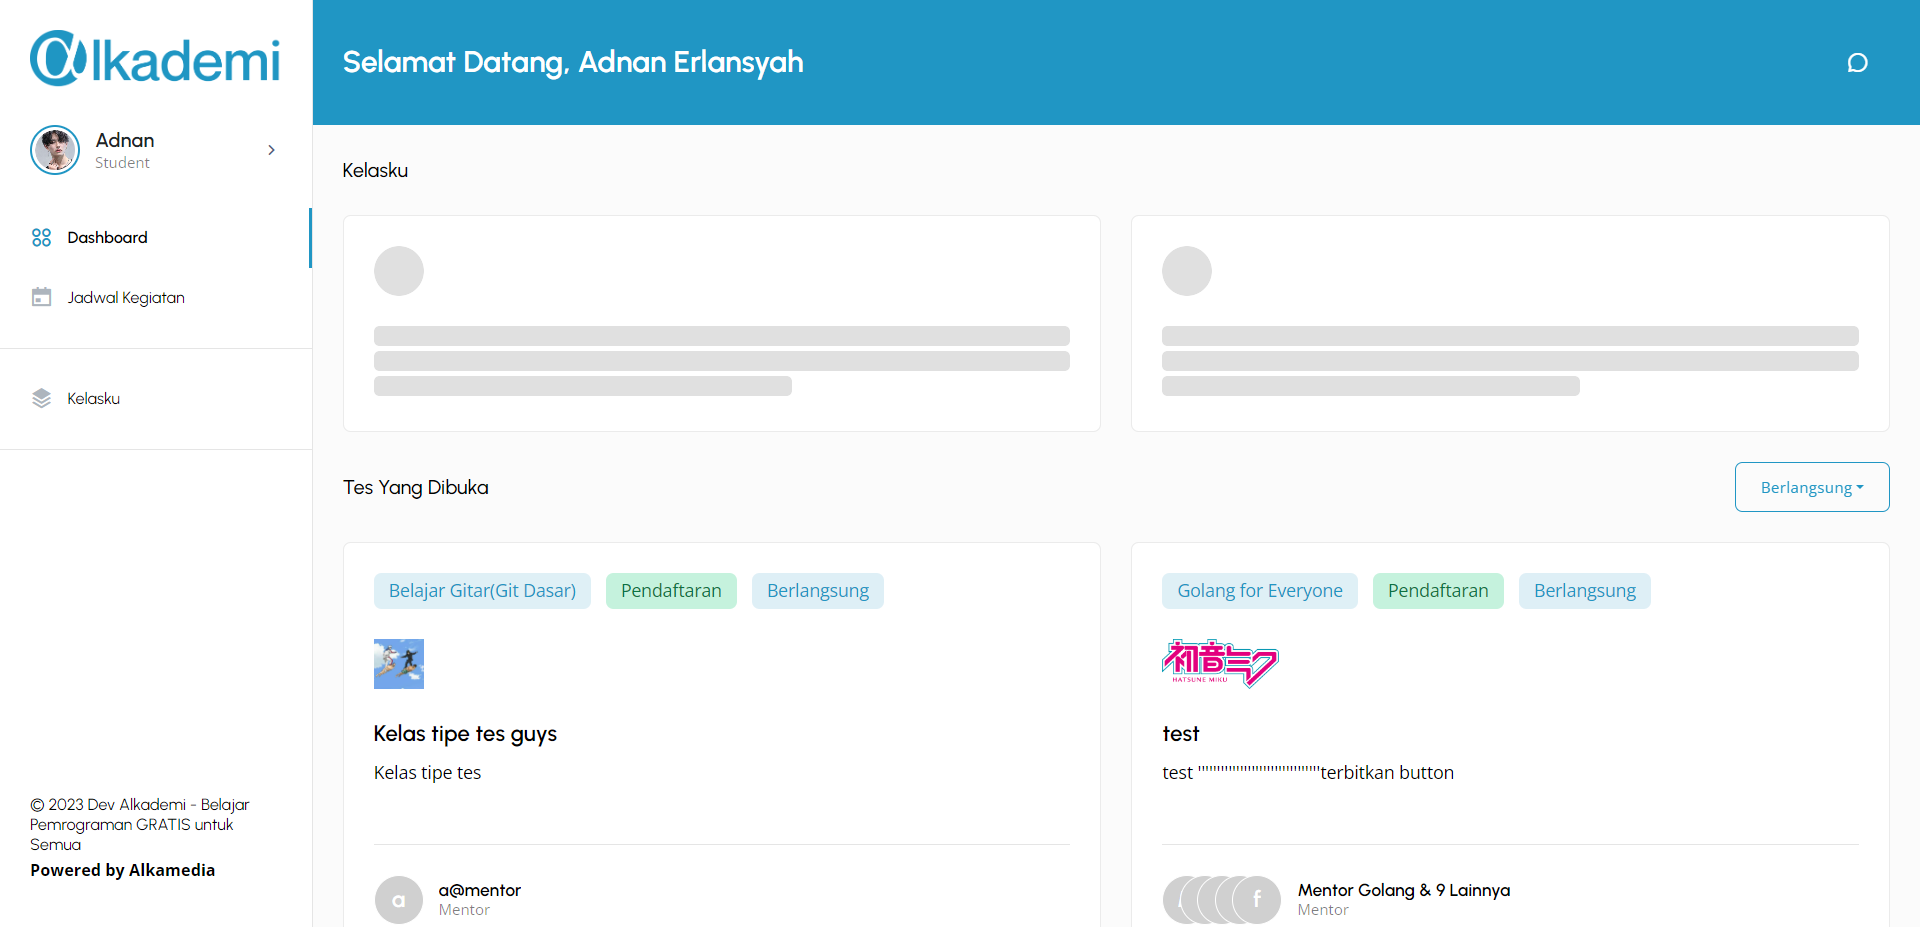 αlkademi
Selamat Datang, Adnan Erlansyah
Adnan
Student
Dashboard
Jadwal Kegiatan
Kelasku
© 2023 Dev Alkademi - Belajar
Pemrograman GRATIS untuk
Semua
Powered by Alkamedia
Kelasku
Tes Yang Dibuka
Berlangsung
Belajar Gitar(Git Dasar)
Pendaftaran
Berlangsung
Kelas tipe tes guys
Kelas tipe tes
a
a@mentor
Mentor
Golang for Everyone
Pendaftaran
Berlangsung
初音ミク
HATSUNE MIKU
test
test """""""""""""""terbitkan button
f
Mentor Golang & 9 Lainnya
Mentor